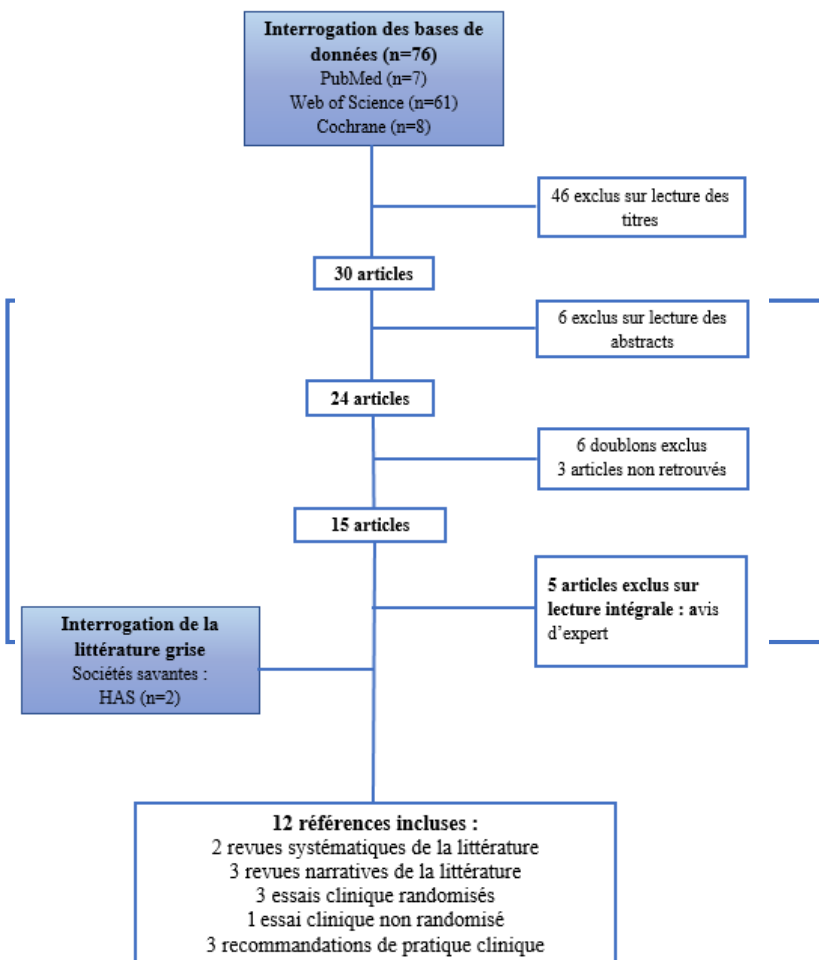 Interrogation des bases de
données (n=76)
PubMed (n=7)
Web of Science (n=61)
Cochrane (n=8)
46 exclus sur lecture des
titres
30 articles
6 exclus sur lecture des
abstracts
24 articles
6 doublons exclus
3 articles non retrouvés
15 articles
5 articles exclus sur
lecture intégrale : avis
d’expert
Interrogation de la
littérature grise
Sociétés savantes :
HAS (n=2)
12 références incluses :
2 revues systématiques de la littérature
3 revues narratives de la littérature
3 essais clinique randomisés
1 essai clinique non randomisé
3 recommandations de pratique clinique